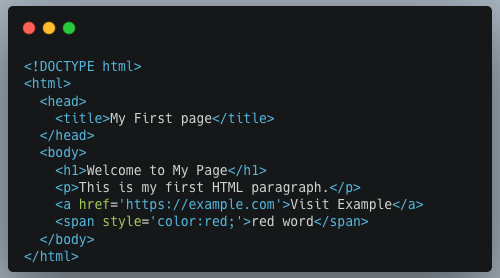 <!DOCTYPE html>
<html>
  <head>
    <title>My First page</title>
  </head>
  <body>
    <h1>Welcome to My Page</h1>
    <p>This is my first HTML paragraph.</p>
    <a href='https://example.com'>Visit Example</a>
    <span style='color:red;'>red word</span>
  </body>
</html>